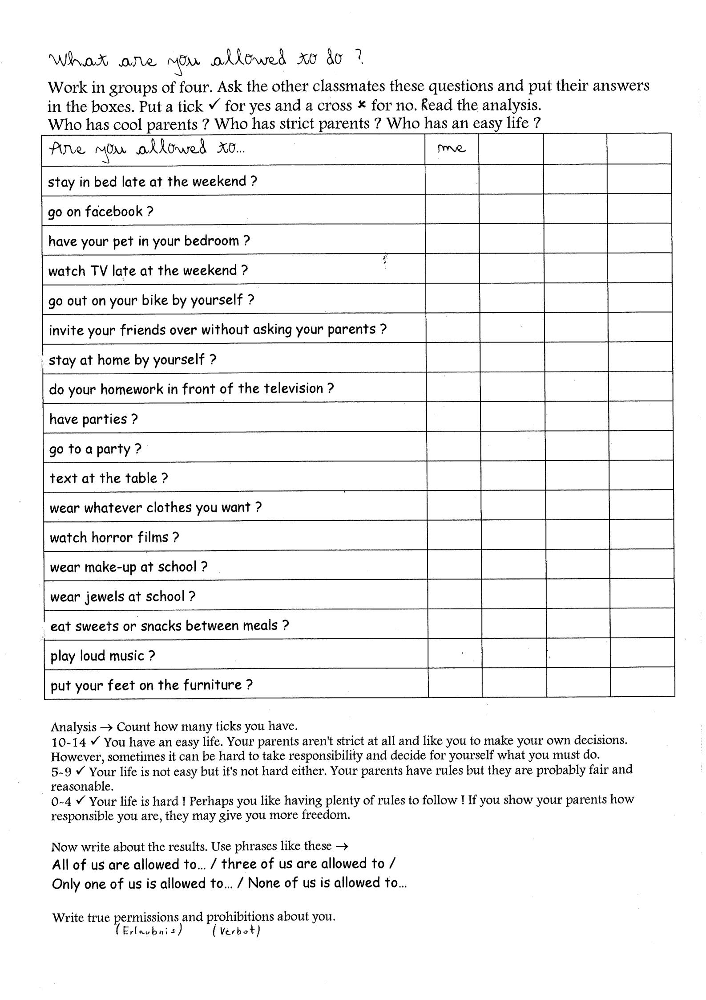 What are you allowed to do ?
Work in groups of four. Ask the other classmates these questions and put their answers
in the boxes. Put a tick ✓ for yes and a cross ✗ for no. Read the analysis.
Who has cool parents ? Who has strict parents ? Who has an easy life ?
Are you allowed to... me
stay in bed late at the weekend ?
go on facebook ?
have your pet in your bedroom ?
watch TV late at the weekend ?
go out on your bike by yourself ?
invite your friends over without asking your parents ?
stay at home by yourself ?
do your homework in front of the television ?
have parties ?
go to a party ?
text at the table ?
wear whatever clothes you want ?
watch horror films ?
wear make-up at school ?
wear jewels at school ?
eat sweets or snacks between meals ?
play loud music ?
put your feet on the furniture ?
Analysis → Count how many ticks you have.
10-14 ✓ You have an easy life. Your parents aren't strict at all and like you to make your own decisions.
However, sometimes it can be hard to take responsibility and decide for yourself what you must do.
5-9 ✓ Your life is not easy but it's not hard either. Your parents have rules but they are probably fair and
reasonable.
0-4 ✓ Your life is hard ! Perhaps you like having plenty of rules to follow ! If you show your parents how
responsible you are, they may give you more freedom.
Now write about the results. Use phrases like these →
All of us are allowed to... / three of us are allowed to /
Only one of us is allowed to... / None of us is allowed to...
Write true permissions and prohibitions about you.
(Erlaubnis) (Verbot)